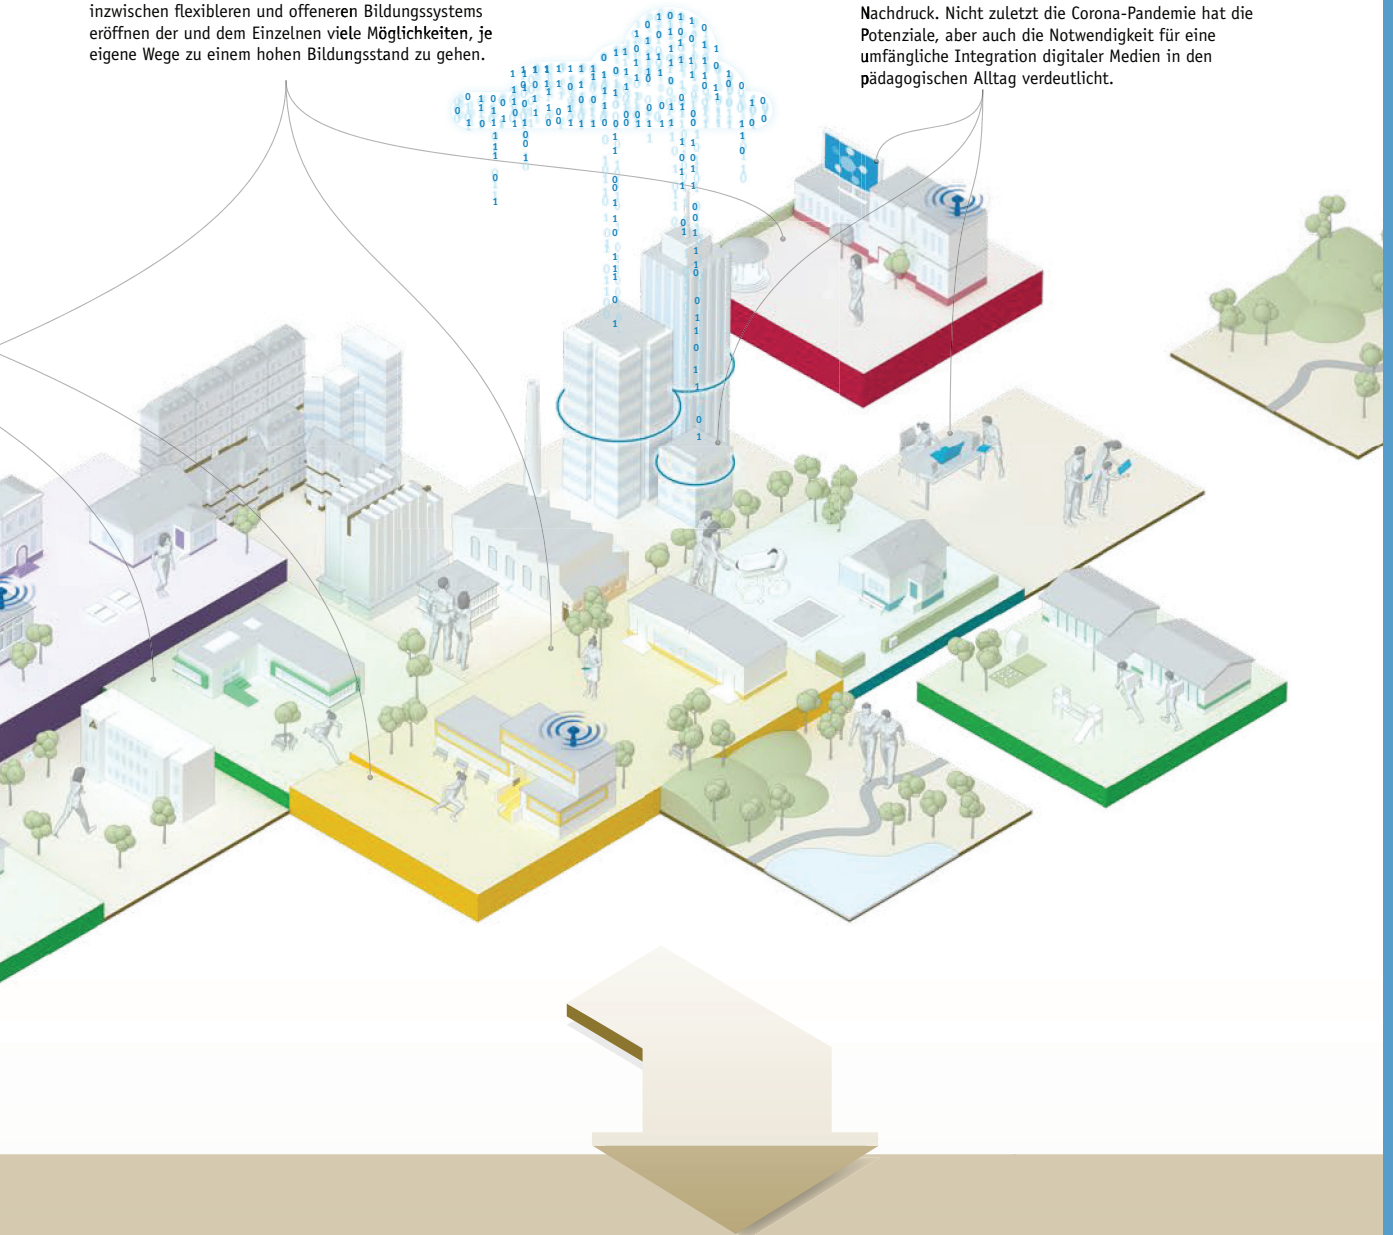 inzwischen flexibleren und offeneren Bildungssystems
eröffnen der und dem Einzelnen viele Möglichkeiten, je
eigene Wege zu einem hohen Bildungsstand zu gehen.
Nachdruck. Nicht zuletzt die Corona-Pandemie hat die
Potenziale, aber auch die Notwendigkeit für eine
umfängliche Integration digitaler Medien in den
pädagogischen Alltag verdeutlicht.